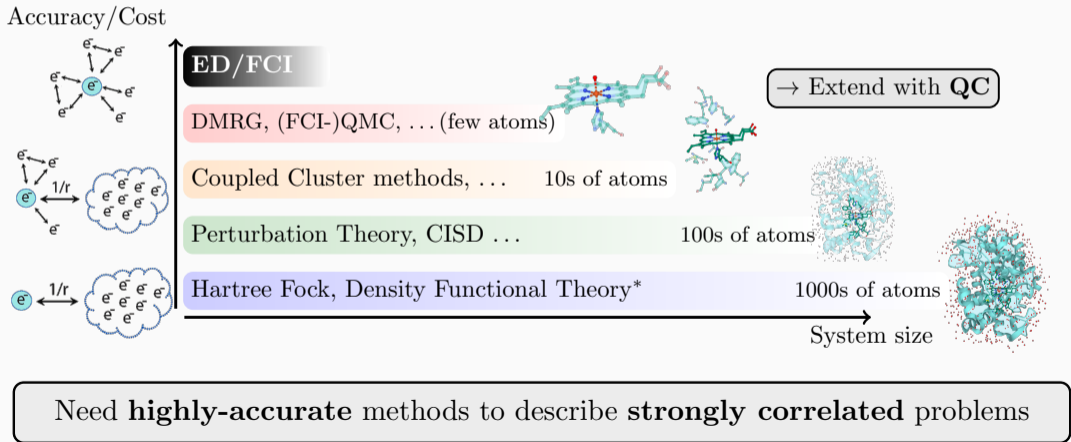 Accuracy/Cost
ED/FCI
→ Extend with QC
DMRG, (FCI-)QMC, ... (few atoms)
Coupled Cluster methods, ... 10s of atoms
Perturbation Theory, CISD ... 100s of atoms
Hartree Fock, Density Functional Theory* 1000s of atoms
System size
e⁻ e⁻
e⁻ e⁻ e⁻
e⁻ e⁻
e⁻ e⁻
e⁻ 1/r e⁻ e⁻ e⁻ e⁻ e⁻ e⁻ e⁻
e⁻
e⁻ 1/r e⁻ e⁻ e⁻ e⁻ e⁻ e⁻ e⁻
Need highly-accurate methods to describe strongly correlated problems